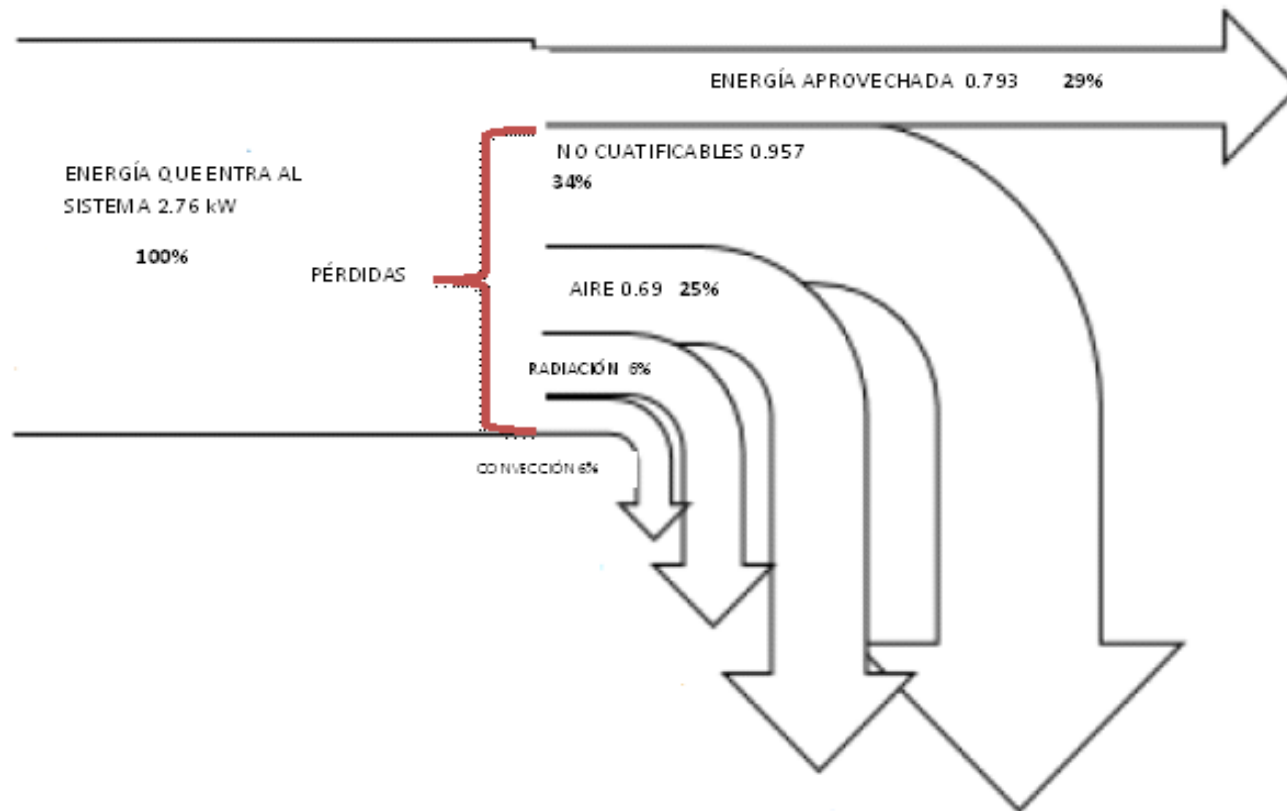 ENERGÍA APROVECHADA 0.793 29%
NO CUATIFICABLES 0.957
34%
ENERGÍA QUE ENTRA AL
SISTEMA 2.76 kW
100%
PÉRDIDAS
AIRE 0.69 25%
RADIACIÓN 6%
CONVECCIÓN 6%